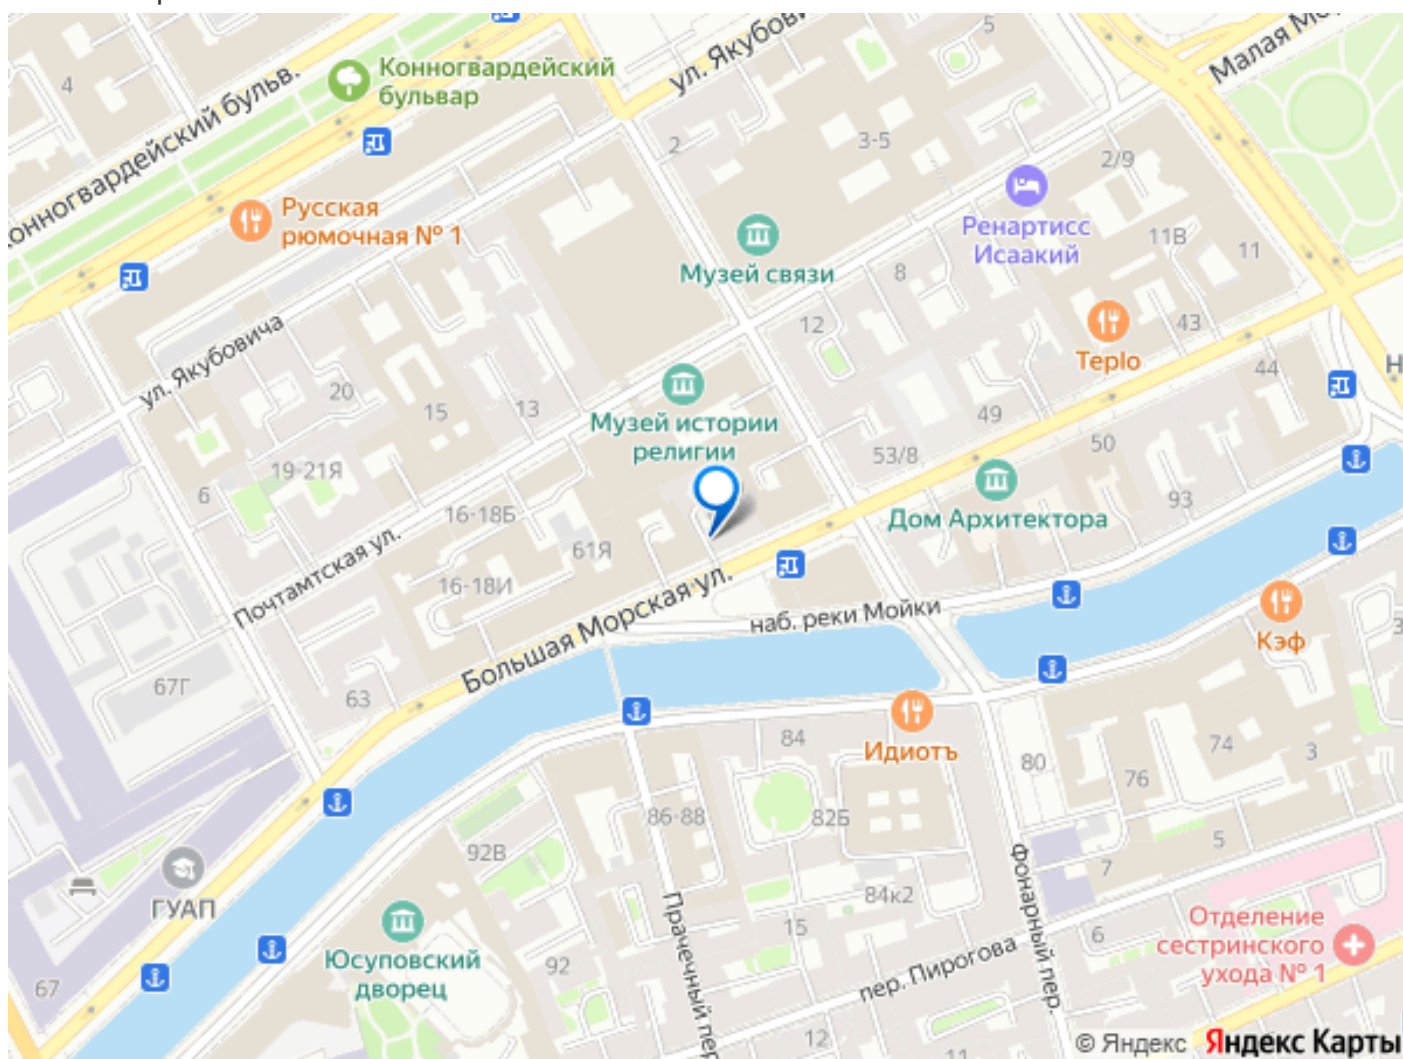 5
Малая Мо
ул. Якубови
4
Конногвардейский
бульвар
онногвардейский бульв.
2
3-5
2/9
Русская
рюмочная № 1
Ренартисс
Исаакий
11В
11
Музей связи
8
12
43
Teplo
ул. Якубовича
44
Н
20
15
13
Музей истории
религии
49
50
53/8
19-21Я
6
93
16-18Б
Дом Архитектора
61Я
Почтамтская ул.
16-18И
Большая Морская ул.
наб. реки Мойки
Кэф
3
67Г
63
84
Идиотъ
80
74
3
76
86-88
82Б
5
92В
7
Фонарный пер.
84к2
ГУАП
Прачечный пер
15
6
Отделение
сестринского
ухода № 1
Юсуповский
дворец
92
пер. Пирогова
67
12
11
© Яндекс Яндекс Карты